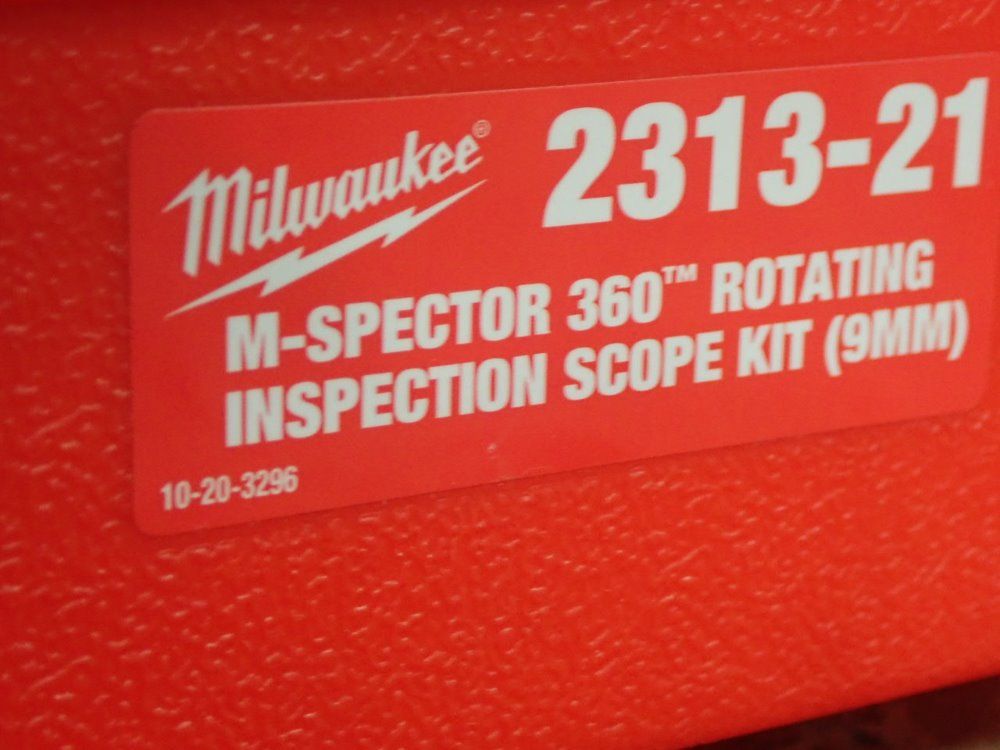 Milwaukee®
2313-21
M-SPECTOR 360™ ROTATING
INSPECTION SCOPE KIT (9MM)
10-20-3296